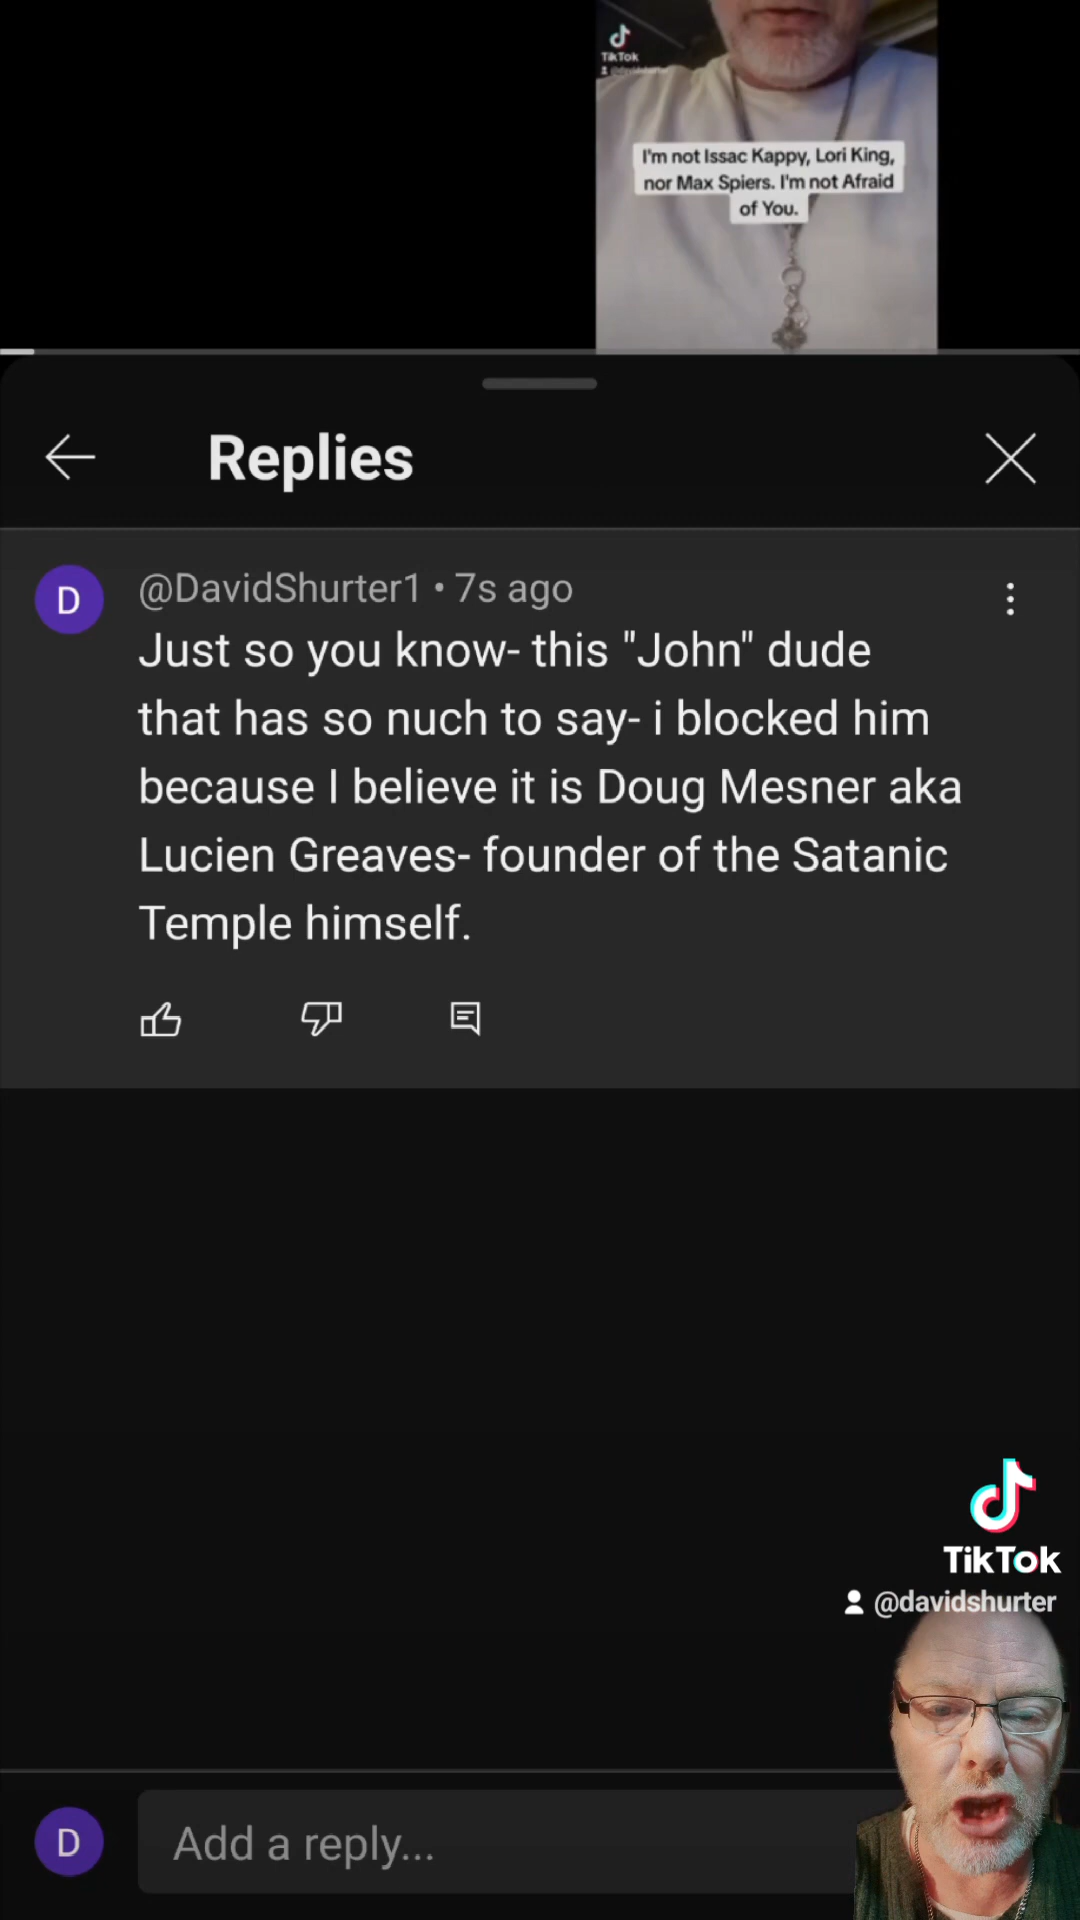 TikTok
I'm not Issac Kappy, Lori King,
nor Max Spiers. I'm not Afraid
of You.
Replies
D
@DavidShurter1 • 7s ago
Just so you know- this "John" dude
that has so nuch to say- i blocked him
because I believe it is Doug Mesner aka
Lucien Greaves- founder of the Satanic
Temple himself.
TikTok
@davidshurter
D
Add a reply...